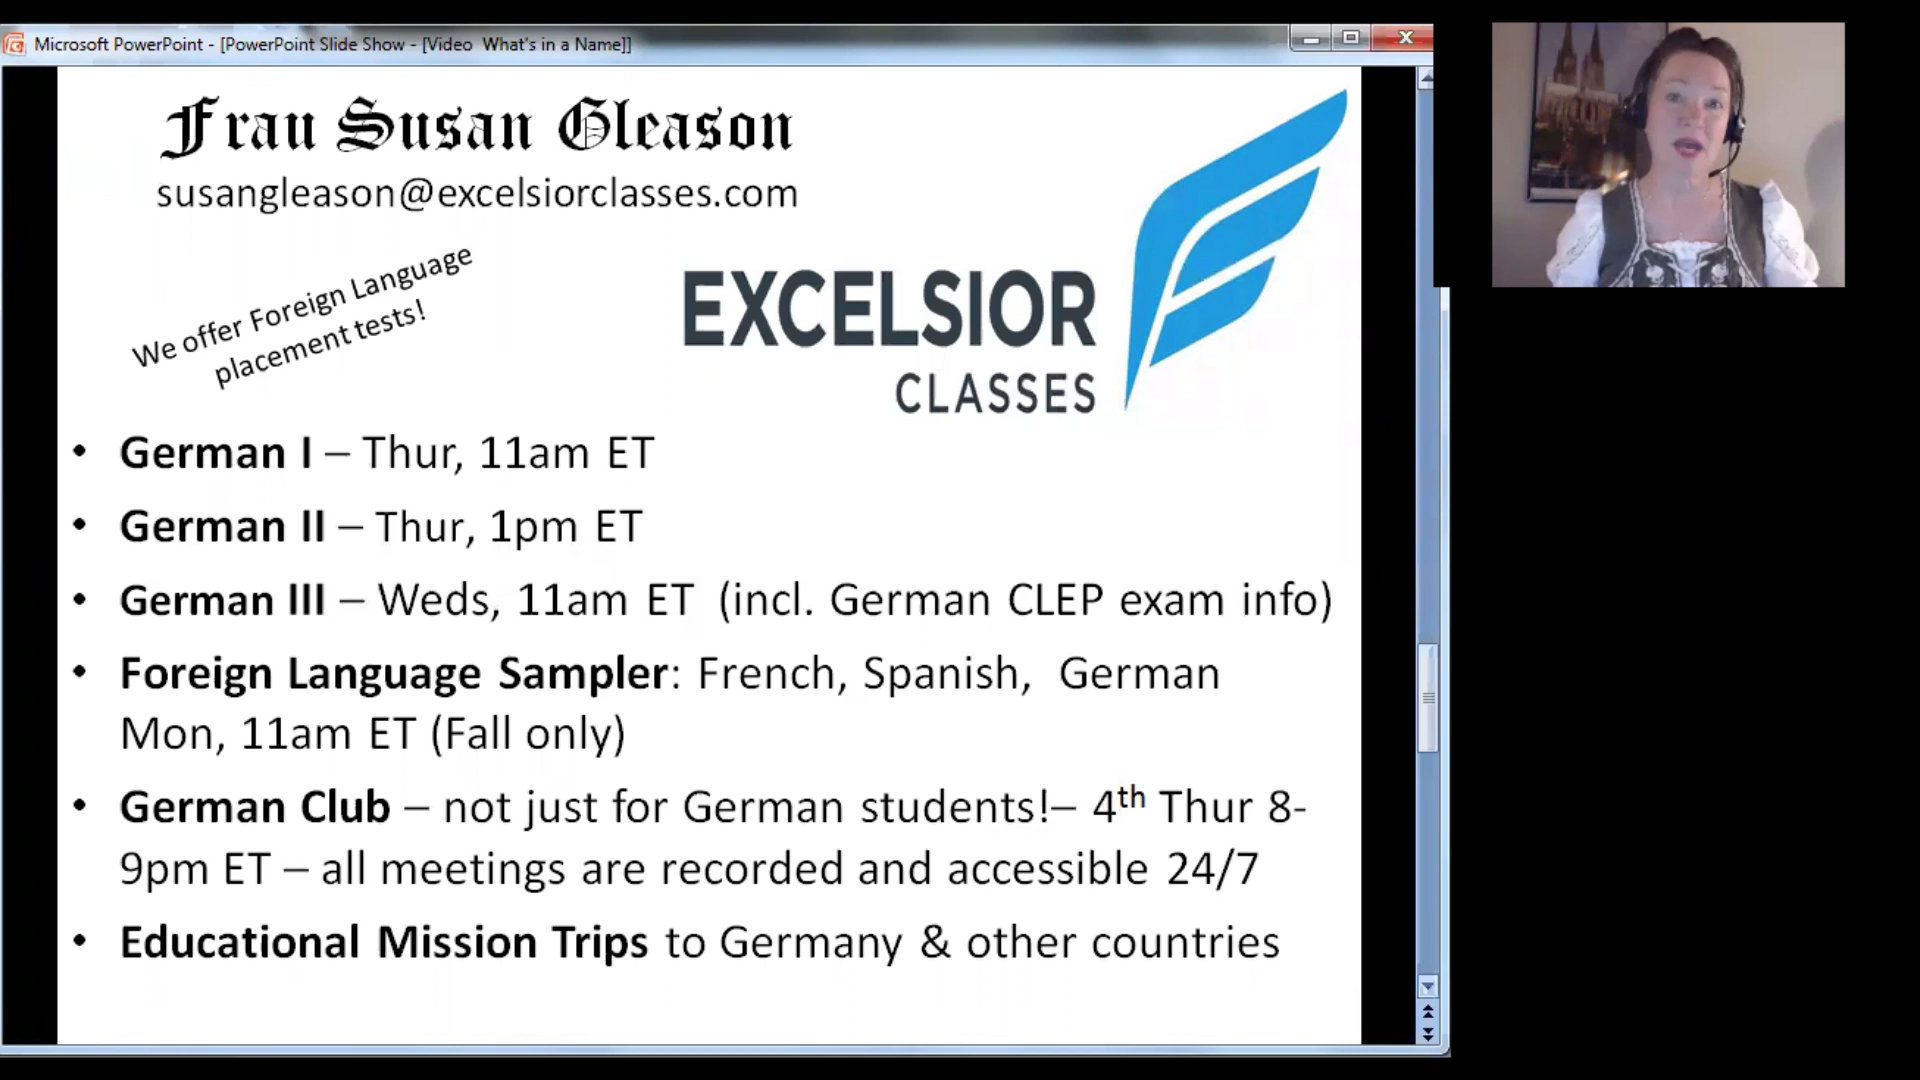 Microsoft PowerPoint - [PowerPoint Slide Show - [Video  What's in a Name]]
Frau Susan Gleason
susangleason@excelsiorclasses.com
We offer Foreign Language
placement tests!
EXCELSIOR
CLASSES
• German I – Thur, 11am ET
• German II – Thur, 1pm ET
• German III – Weds, 11am ET (incl. German CLEP exam info)
• Foreign Language Sampler: French, Spanish, German
Mon, 11am ET (Fall only)
• German Club – not just for German students!– 4th Thur 8-
9pm ET – all meetings are recorded and accessible 24/7
• Educational Mission Trips to Germany & other countries